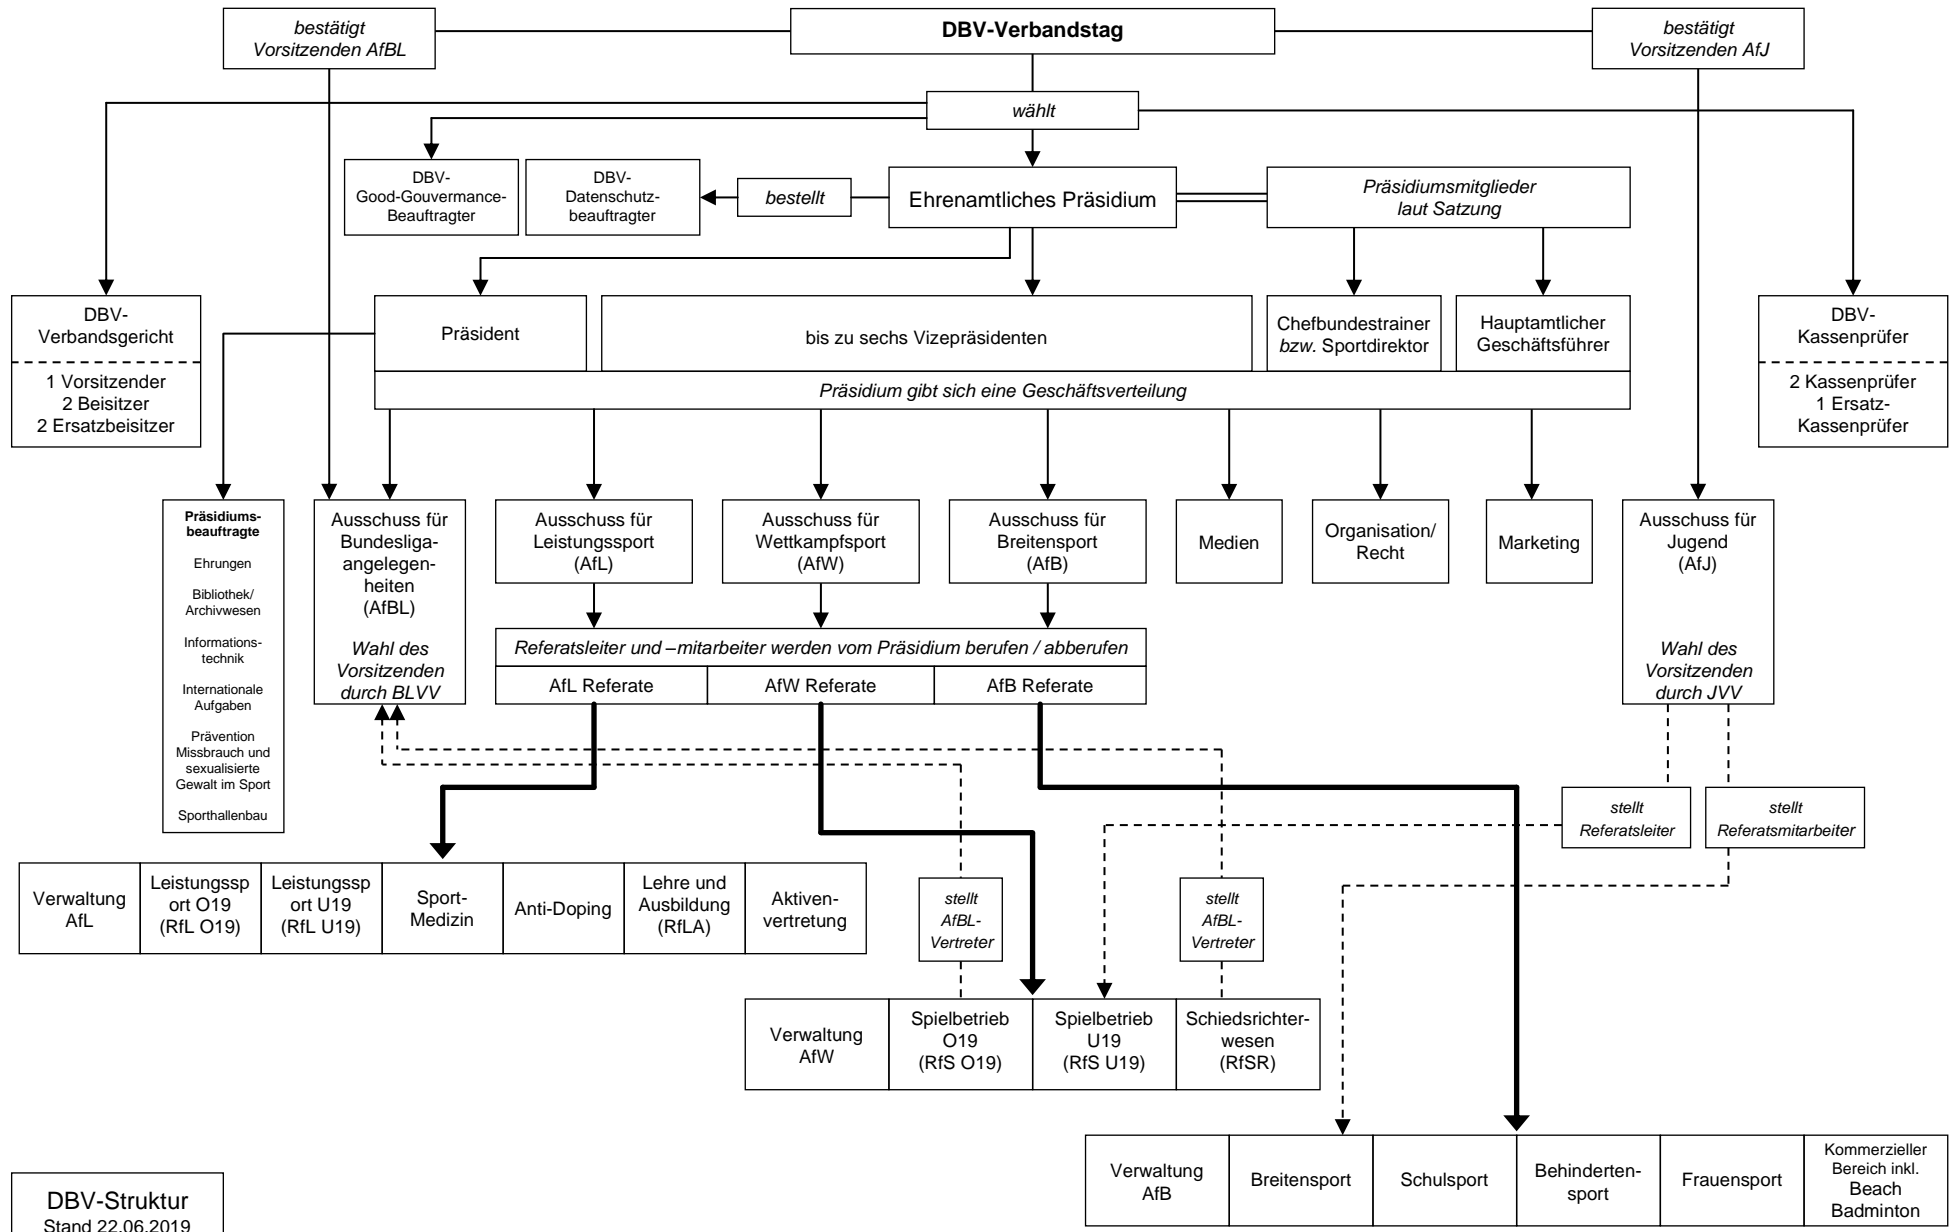 bestätigt
Vorsitzenden AfBL
DBV-Verbandstag
bestätigt
Vorsitzenden AfJ
wählt
DBV-
Good-Gouvermance-
Beauftragter
DBV-
Datenschutz-
beauftragter
bestellt
Ehrenamtliches Präsidium
Präsidiumsmitglieder
laut Satzung
DBV-
Verbandsgericht
1 Vorsitzender
2 Beisitzer
2 Ersatzbeisitzer
Präsident
bis zu sechs Vizepräsidenten
Chefbundestrainer
bzw. Sportdirektor
Hauptamtlicher
Geschäftsführer
DBV-
Kassenprüfer
2 Kassenprüfer
1 Ersatz-
Kassenprüfer
Präsidium gibt sich eine Geschäftsverteilung
Präsidiums-
beauftragte
Ehrungen
Bibliothek/
Archivwesen
Informations-
technik
Internationale
Aufgaben
Prävention
Missbrauch und
sexualisierte
Gewalt im Sport
Sporthallenbau
Ausschuss für
Bundesliga-
angelegen-
heiten
(AfBL)
Wahl des
Vorsitzenden
durch BLVV
Ausschuss für
Leistungssport
(AfL)
Ausschuss für
Wettkampfsport
(AfW)
Ausschuss für
Breitensport
(AfB)
Medien
Organisation/
Recht
Marketing
Ausschuss für
Jugend
(AfJ)
Wahl des
Vorsitzenden
durch JVV
Referatsleiter und –mitarbeiter werden vom Präsidium berufen / abberufen
AfL Referate
AfW Referate
AfB Referate
stellt
Referatsleiter
stellt
Referatsmitarbeiter
Verwaltung
AfL
Leistungssp
ort O19
(RfL O19)
Leistungssp
ort U19
(RfL U19)
Sport-
Medizin
Anti-Doping
Lehre und
Ausbildung
(RfLA)
Aktiven-
vertretung
stellt
AfBL-
Vertreter
stellt
AfBL-
Vertreter
Verwaltung
AfW
Spielbetrieb
O19
(RfS O19)
Spielbetrieb
U19
(RfS U19)
Schiedsrichter-
wesen
(RfSR)
Verwaltung
AfB
Breitensport
Schulsport
Behinderten-
sport
Frauensport
Kommerzieller
Bereich inkl.
Beach
Badminton
DBV-Struktur
Stand 22.06.2019